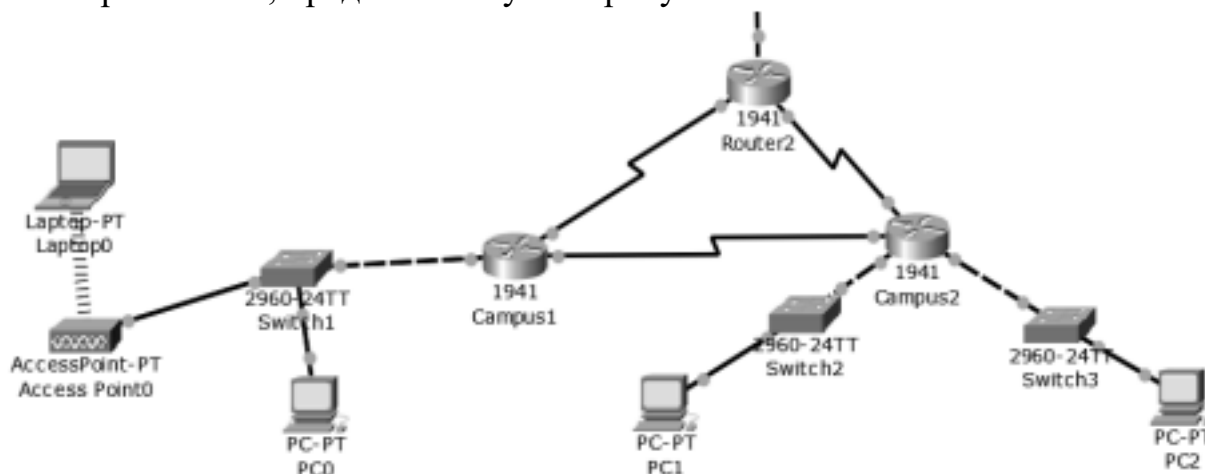 1941
Router2
Laptop-PT
Laptop0
2960-24TT
Switch1
1941
Campus1
1941
Campus2
AccessPoint-PT
Access Point0
2960-24TT
Switch2
2960-24TT
Switch3
PC-PT
PC0
PC-PT
PC1
PC-PT
PC2